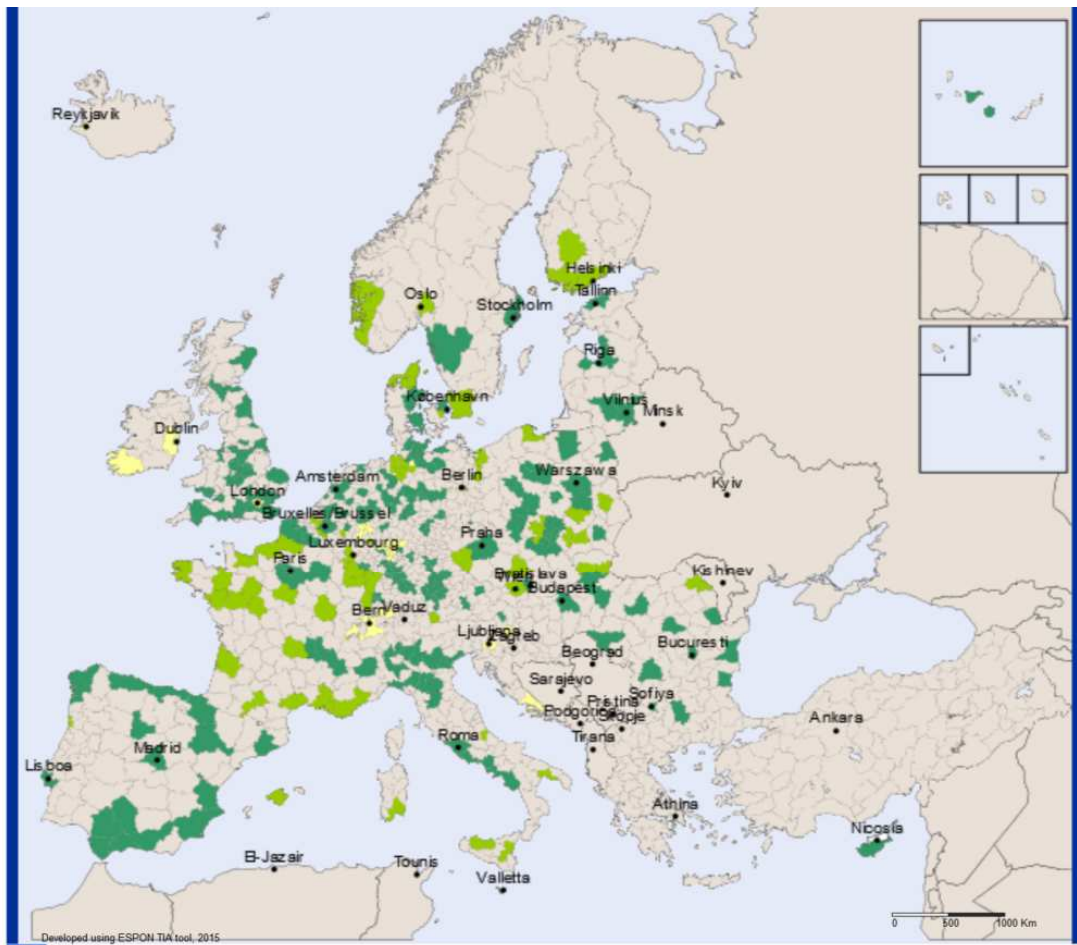 Reykjavik
Helsinki
Oslo
Tallinn
Stockholm
Riga
København
Vilnius
Minsk
Dublin
Amsterdam
Berlin
Warszawa
London
Kyiv
Bruxelles/Brussel
Praha
Luxembourg
Paris
Kishinev
Budapest
Bern
Vaduz
Ljubljana
Zagreb
Bucuresti
Beograd
Sarajevo
Pristina
Sofiya
Podgorica
Skopje
Ankara
Roma
Madrid
Tirana
Lisboa
Athina
Nicosia
El-Jazair
Tounis
Valletta
0 500 1000 Km
Developed using ESPON TIA tool, 2015